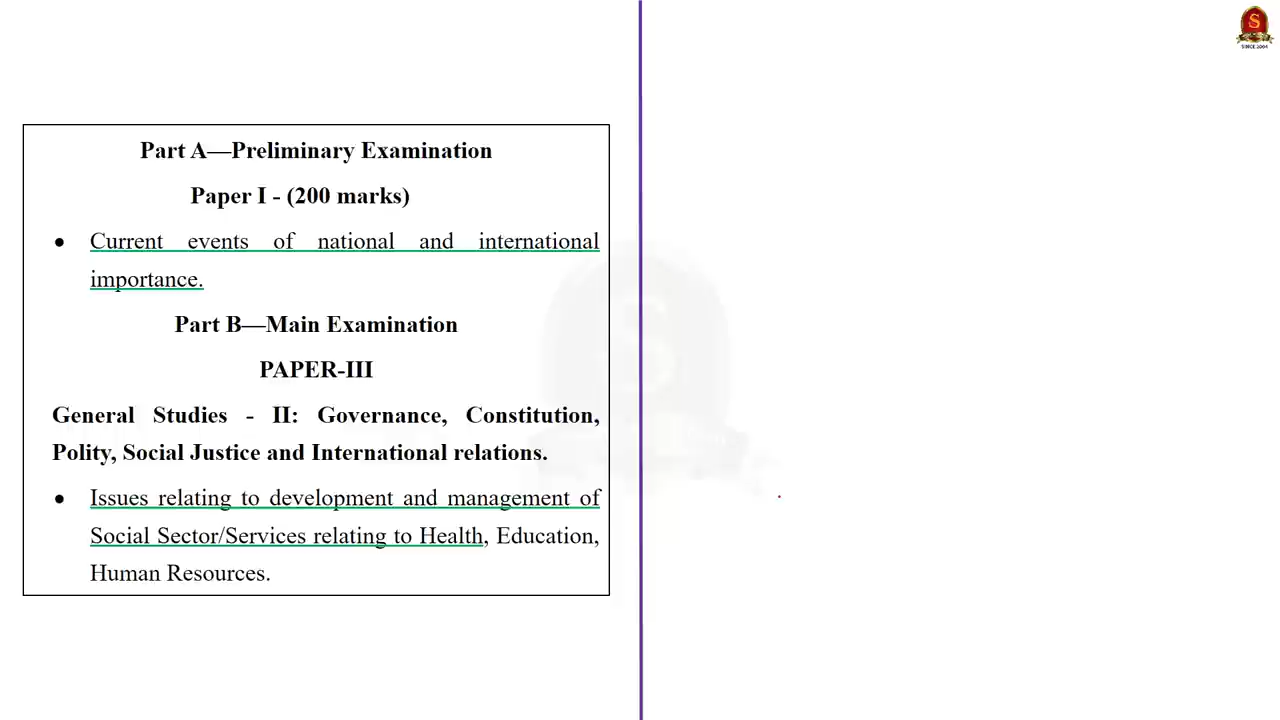 S
SINCE 2004
Part A—Preliminary Examination
Paper I - (200 marks)
● Current events of national and international
importance.
Part B—Main Examination
PAPER-III
General Studies - II: Governance, Constitution,
Polity, Social Justice and International relations.
● Issues relating to development and management of
Social Sector/Services relating to Health, Education,
Human Resources.